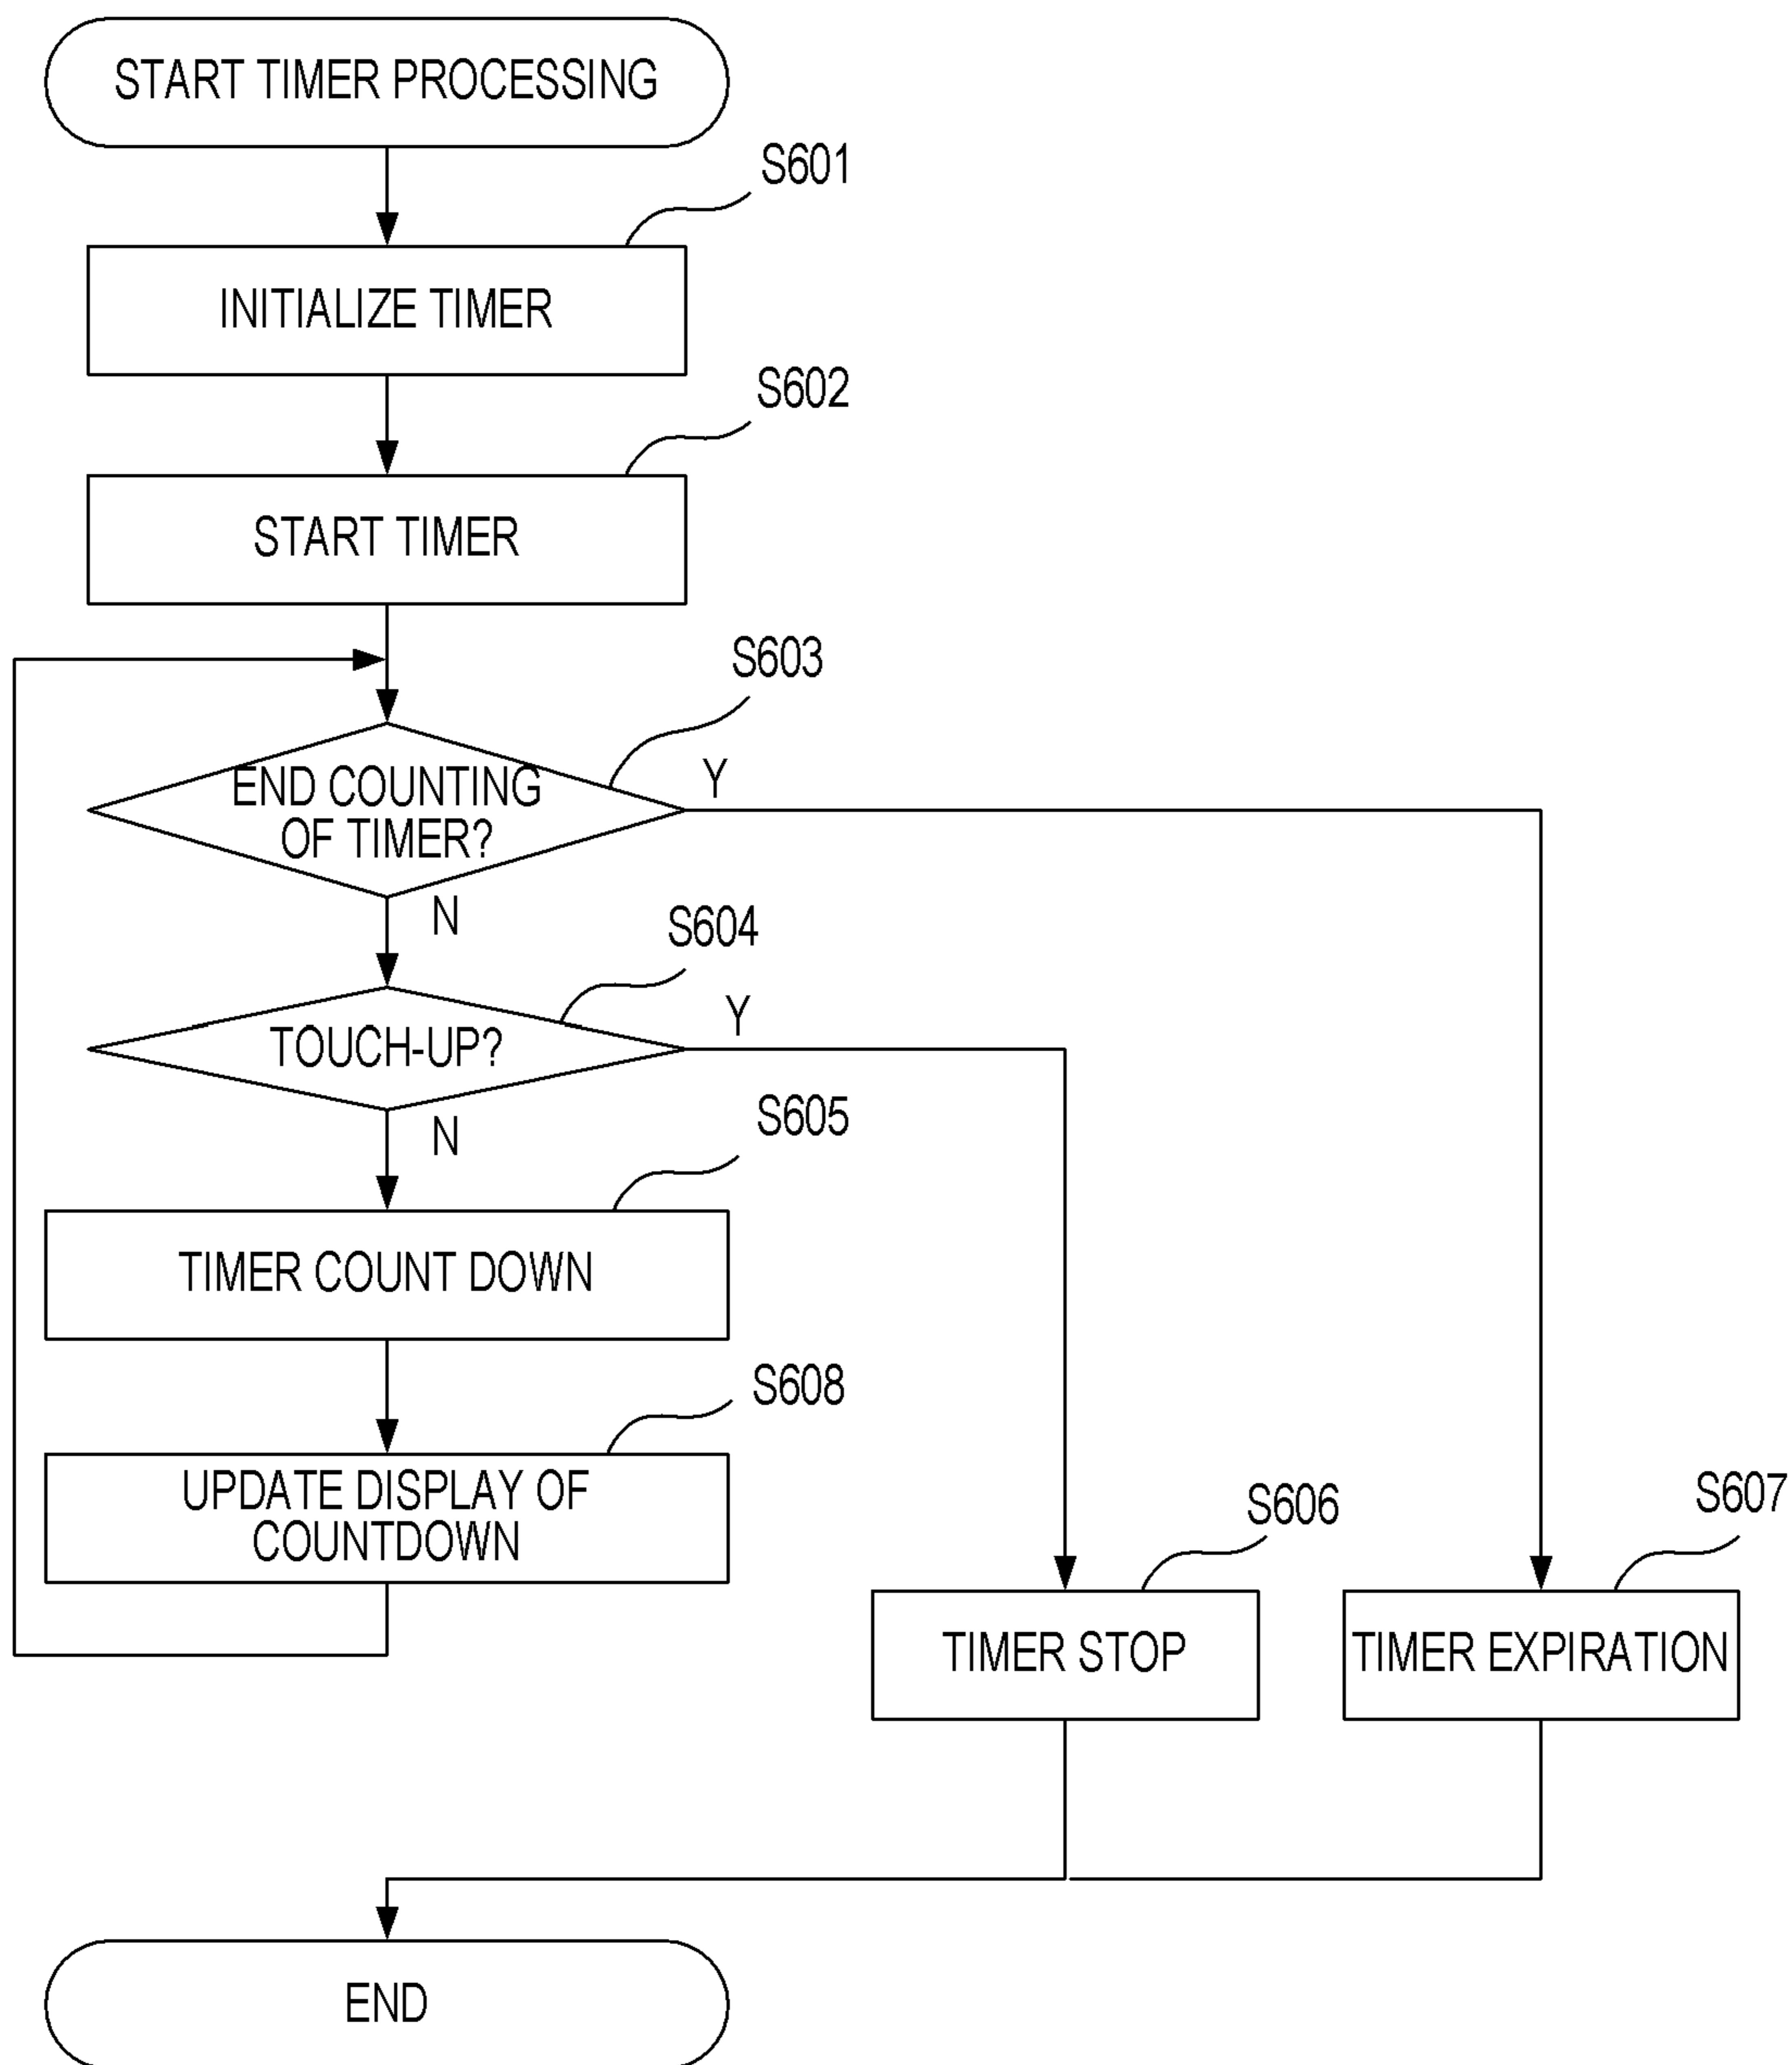 START TIMER PROCESSING
S601
INITIALIZE TIMER
S602
START TIMER
S603
END COUNTING
OF TIMER?
Y
N
S604
TOUCH-UP?
Y
N
S605
TIMER COUNT DOWN
S608
UPDATE DISPLAY OF
COUNTDOWN
S606
TIMER STOP
S607
TIMER EXPIRATION
END